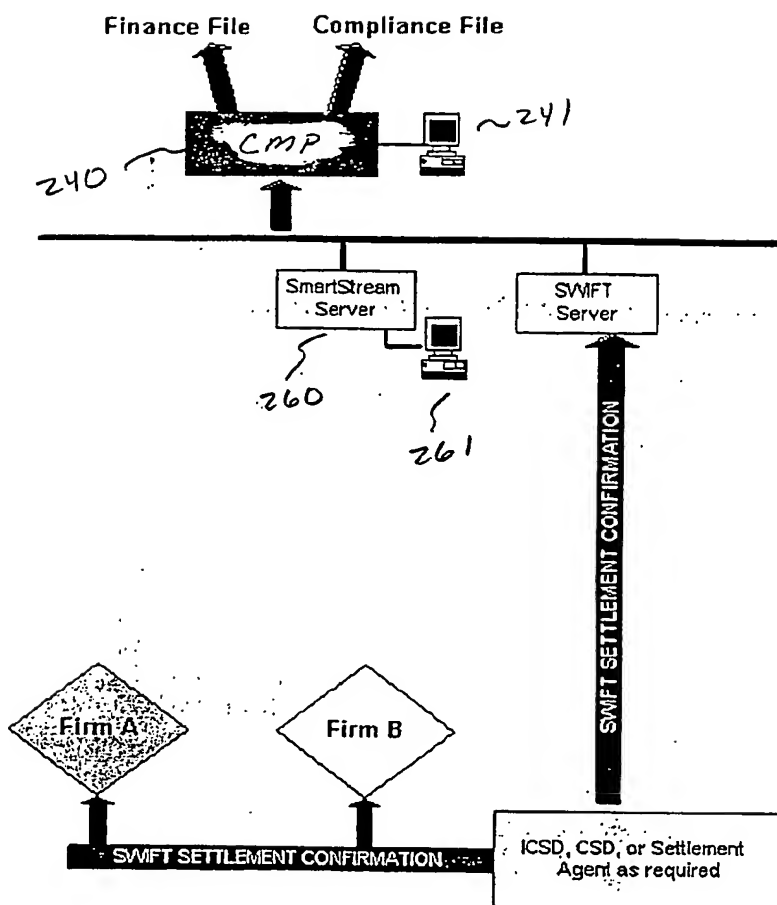 Finance File
Compliance File
CMP
241
240
SmartStream
Server
SWIFT
Server
260
261
SWIFT SETTLEMENT CONFIRMATION
Firm A
Firm B
SWIFT SETTLEMENT CONFIRMATION
ICSD, CSD, or Settlement
Agent as required